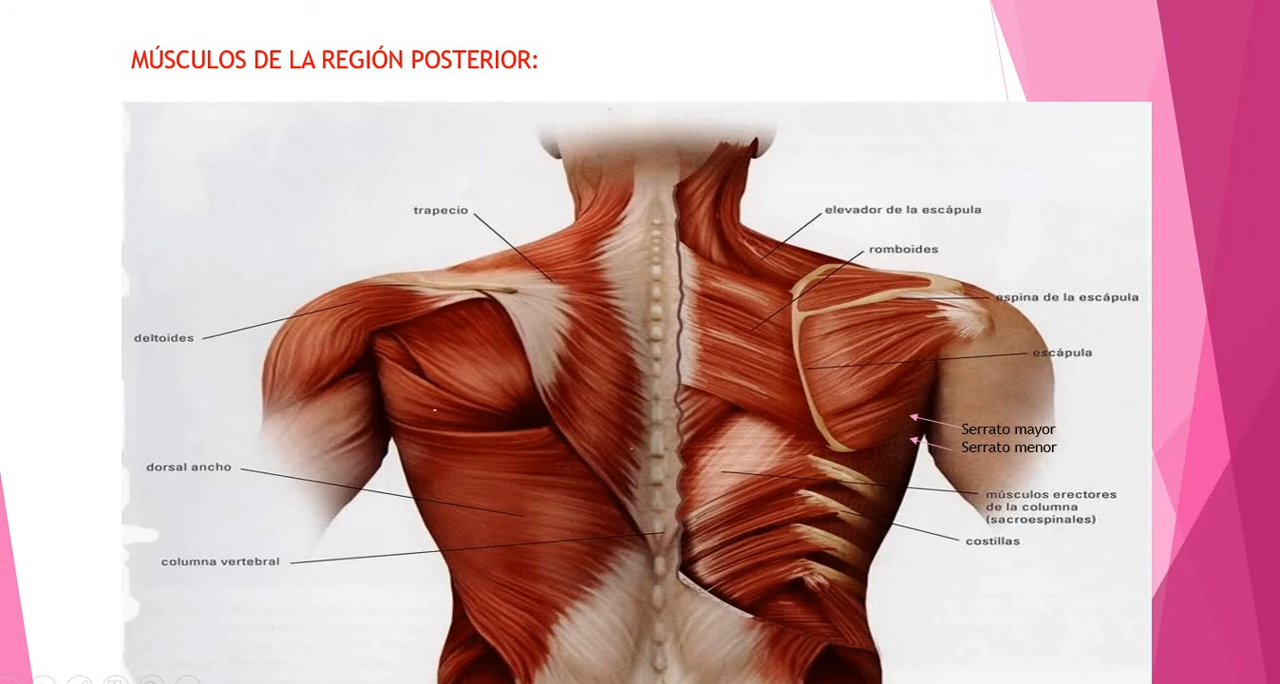 MÚSCULOS DE LA REGIÓN POSTERIOR:
trapecio
elevador de la escápula
romboides
espina de la escápula
deltoides
escápula
Serrato mayor
Serrato menor
dorsal ancho
músculos erectores
de la columna
(sacroespinales)
costillas
columna vertebral